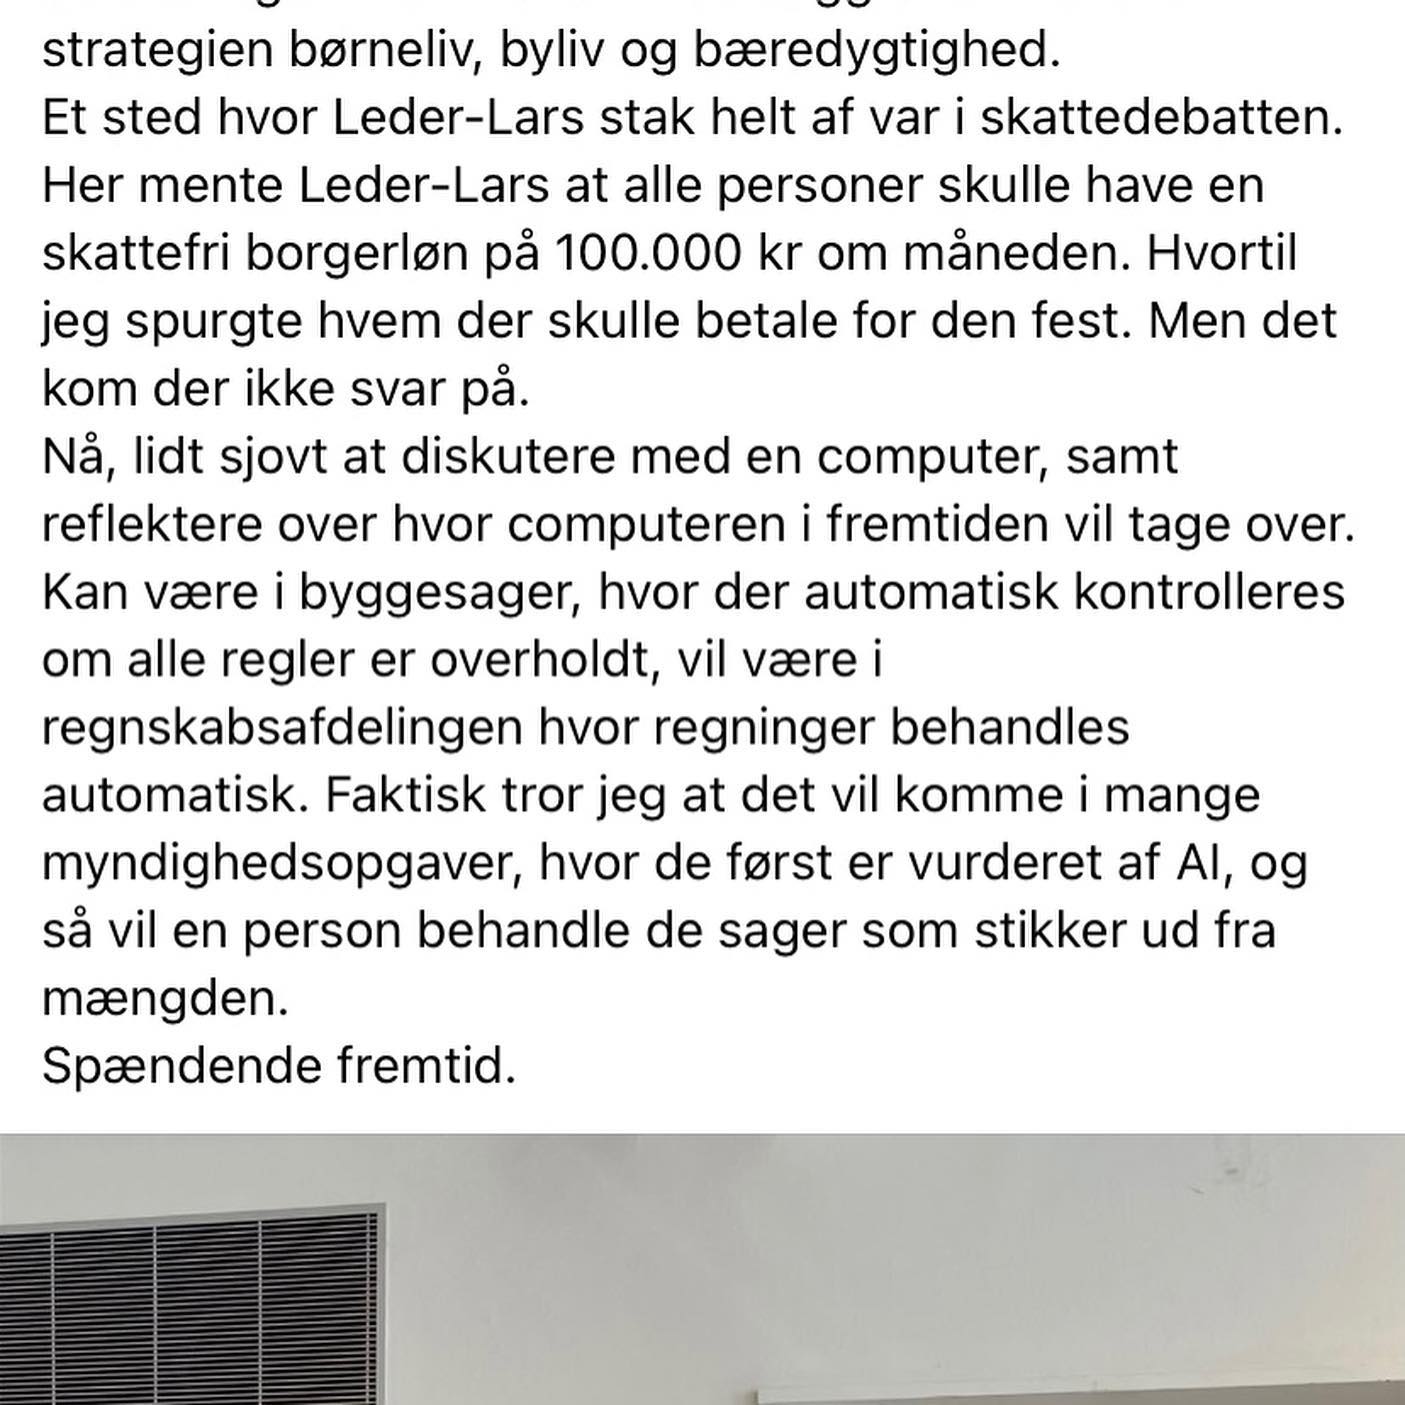 strategien børneliv, byliv og bæredygtighed.
Et sted hvor Leder-Lars stak helt af var i skattedebatten.
Her mente Leder-Lars at alle personer skulle have en
skattefri borgerløn på 100.000 kr om måneden. Hvortil
jeg spurgte hvem der skulle betale for den fest. Men det
kom der ikke svar på.
Nå, lidt sjovt at diskutere med en computer, samt
reflektere over hvor computeren i fremtiden vil tage over.
Kan være i byggesager, hvor der automatisk kontrolleres
om alle regler er overholdt, vil være i
regnskabsafdelingen hvor regninger behandles
automatisk. Faktisk tror jeg at det vil komme i mange
myndighedsopgaver, hvor de først er vurderet af AI, og
så vil en person behandle de sager som stikker ud fra
mængden.
Spændende fremtid.